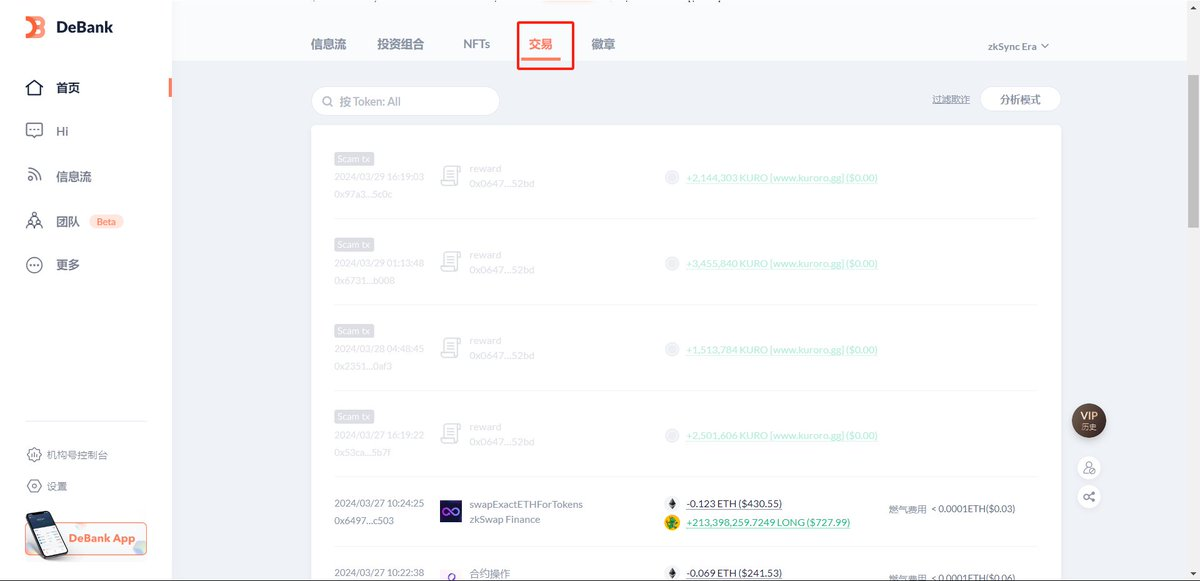 DeBank
信息流
投资组合
NFTs
交易
徽章
zkSync Era
首页
Hi
信息流
团队 Beta
更多
机构号控制台
设置
DeBank App
按 Token: All
过滤欺诈
分析模式
Scam tx
2024/03/29 16:19:03
0x97a3...5c0c
reward
0x0647...52bd
+2,144,303 KURO [www.kuroro.gg] ($0.00)
Scam tx
2024/03/29 01:13:48
0x6731...b008
reward
0x0647...52bd
+3,455,840 KURO [www.kuroro.gg] ($0.00)
Scam tx
2024/03/28 04:48:45
0x2351...0af3
reward
0x0647...52bd
+1,513,784 KURO [www.kuroro.gg] ($0.00)
Scam tx
2024/03/27 16:19:22
0x53ca...5b7f
reward
0x0647...52bd
+2,501,606 KURO [www.kuroro.gg] ($0.00)
2024/03/27 10:24:25
0x6497...c503
swapExactETHForTokens
zkSwap Finance
-0.123 ETH ($430.55)
+213,398,259.7249 LONG ($727.99)
燃气费用 < 0.0001ETH($0.03)
2024/03/27 10:22:38
合约操作
-0.069 ETH ($241.53)
燃气费用 < 0.0001ETH($0.06)
VIP
历史